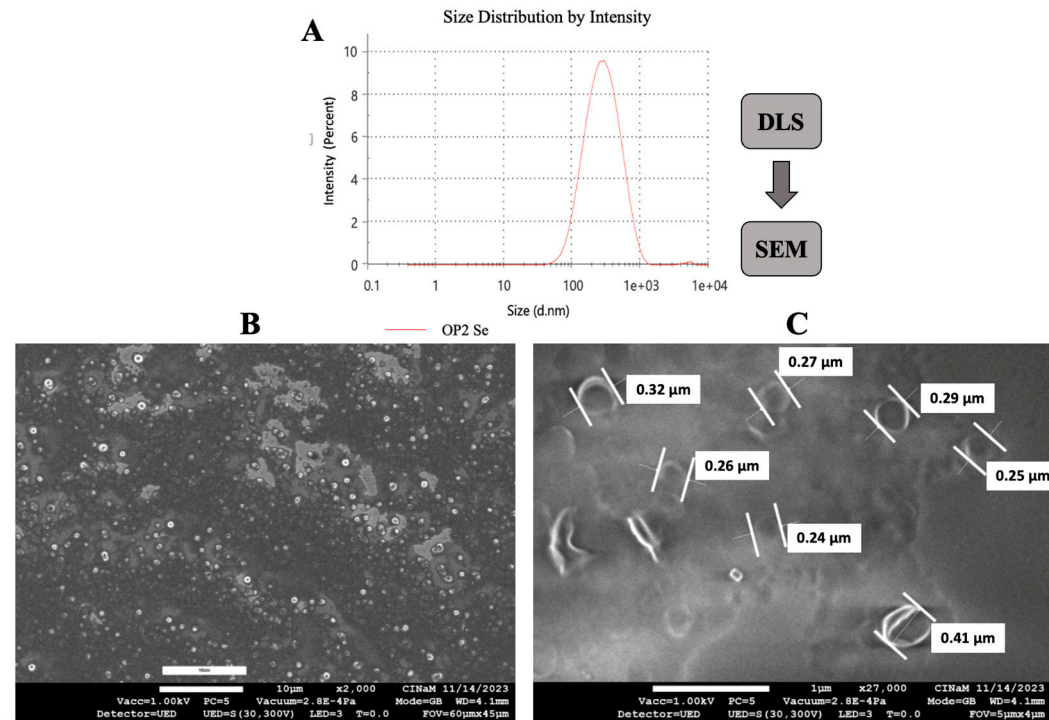 A
Size Distribution by Intensity
Intensity (Percent)
10
8
6
4
2
0
0.1 1 10 100 1e+03 1e+04
Size (d.nm)
OP2 Se
DLS
SEM
B
10µm x2,000 CINaM 11/14/2023
Vacc=1.00kV PC=5 Vacuum=2.8E-4Pa Mode=GB WD=4.1mm
Detector=UED UED=S(30,300V) LED=3 T=0.0 FOV=60µmx45µm
C
0.32 µm
0.27 µm
0.29 µm
0.26 µm
0.25 µm
0.24 µm
0.41 µm
1µm x27,000 CINaM 11/14/2023
Vacc=1.00kV PC=5 Vacuum=2.8E-4Pa Mode=GB WD=4.1mm
Detector=UED UED=S(30,300V) LED=3 T=0.0 FOV=5µmx4µm